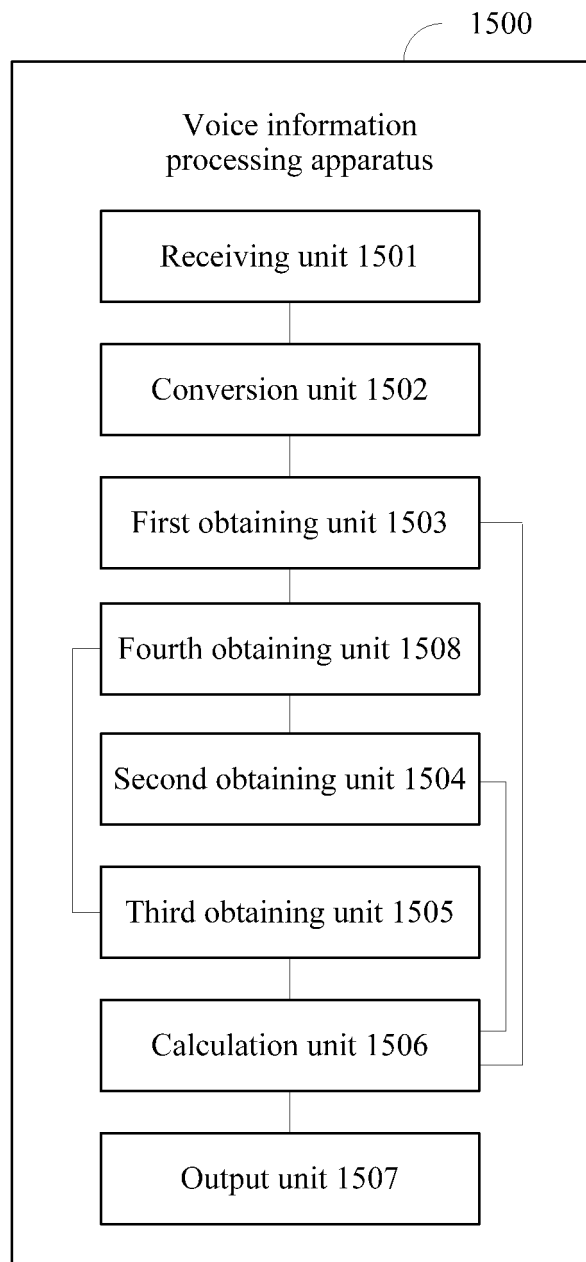 1500
Voice information
processing apparatus
Receiving unit 1501
Conversion unit 1502
First obtaining unit 1503
Fourth obtaining unit 1508
Second obtaining unit 1504
Third obtaining unit 1505
Calculation unit 1506
Output unit 1507